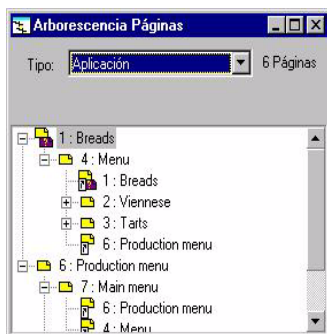 Arborescencia Páginas
Tipo: Aplicación 6 Páginas
1 : Breads
4 : Menu
1 : Breads
2 : Viennese
3 : Tarts
6 : Production menu
6 : Production menu
7 : Main menu
6 : Production menu
4 : Menu